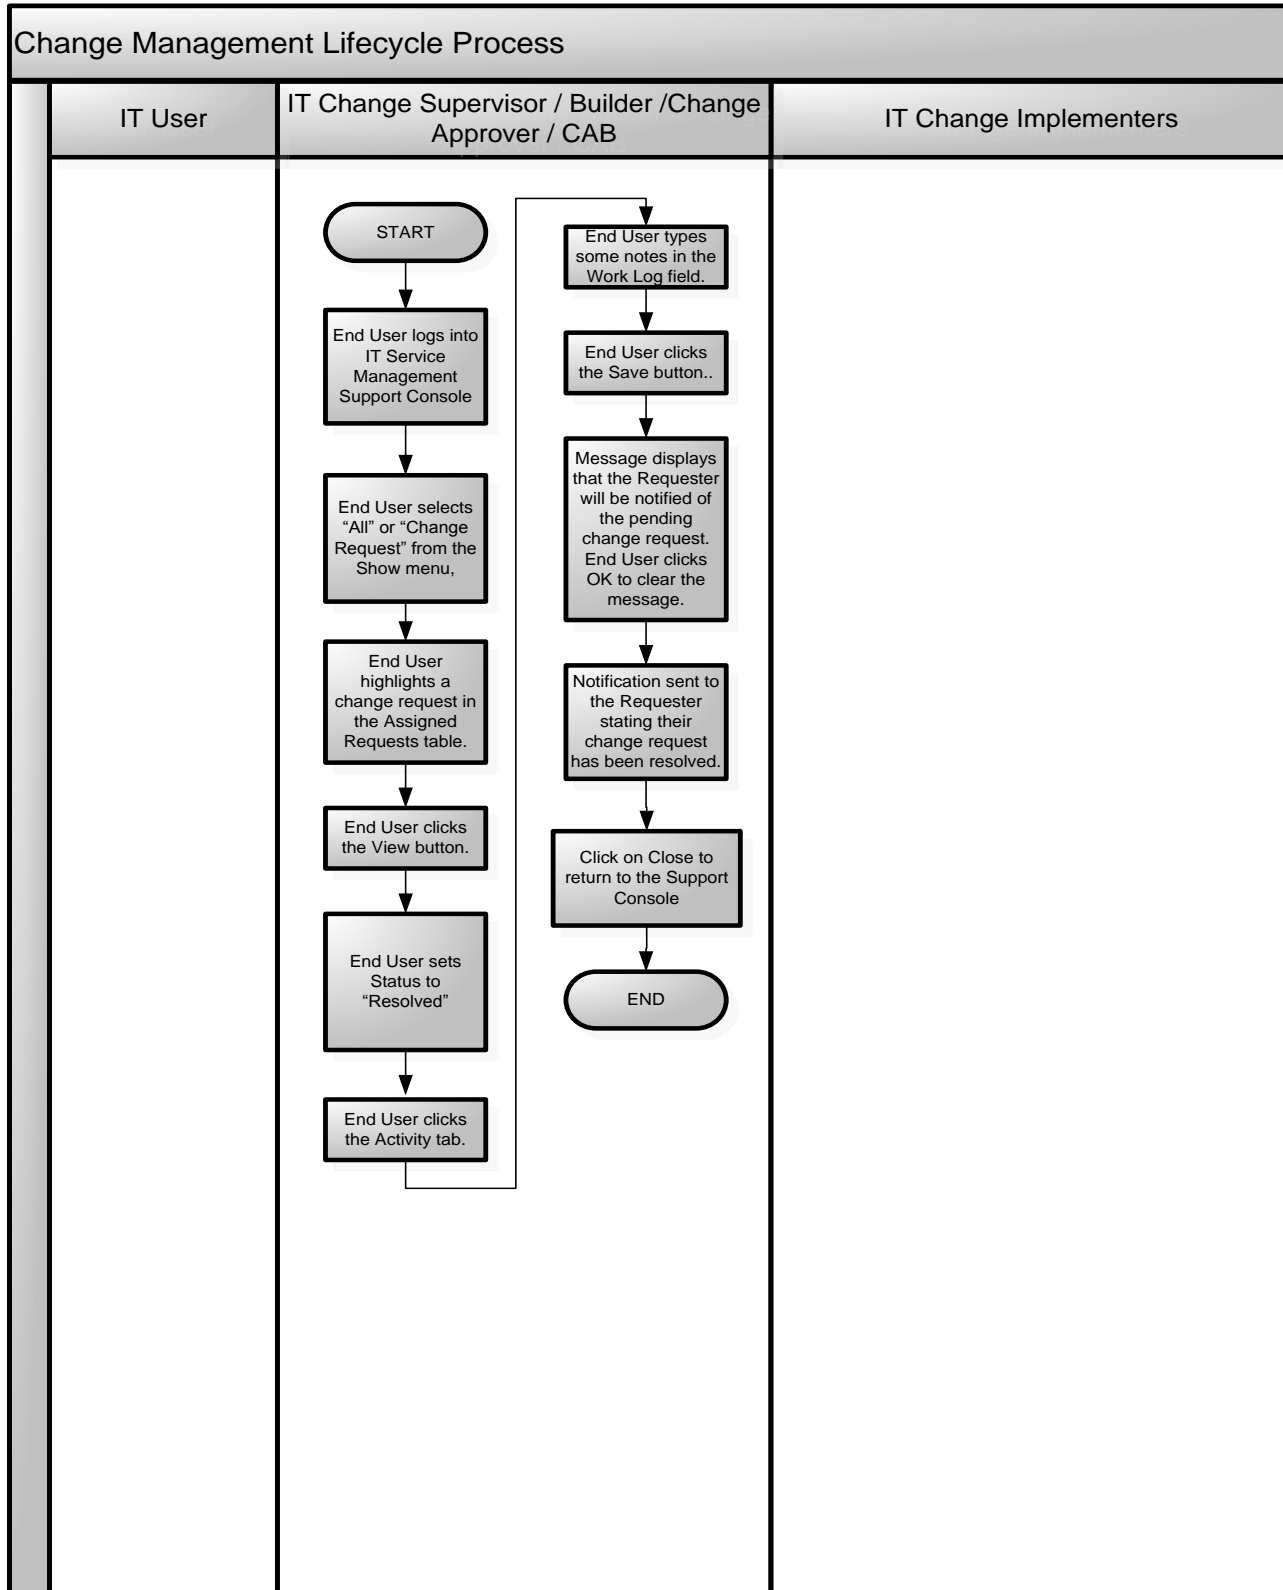 Change Management Lifecycle Process
IT User
IT Change Supervisor / Builder /Change
Approver / CAB
IT Change Implementers
START
End User logs into
IT Service
Management
Support Console
End User selects
“All” or “Change
Request” from the
Show menu,
End User
highlights a
change request in
the Assigned
Requests table.
End User clicks
the View button.
End User sets
Status to
“Resolved”
End User clicks
the Activity tab.
End User types
some notes in the
Work Log field.
End User clicks
the Save button..
Message displays
that the Requester
will be notified of
the pending
change request.
End User clicks
OK to clear the
message.
Notification sent to
the Requester
stating their
change request
has been resolved.
Click on Close to
return to the Support
Console
END